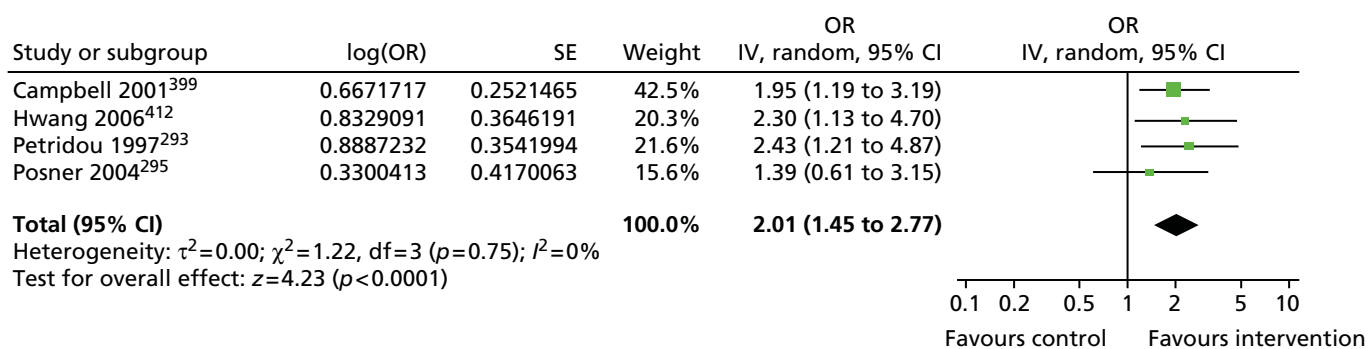 OR OR
Study or subgroup log(OR) SE Weight IV, random, 95% CI IV, random, 95% CI
Campbell 2001³⁹⁹ 0.6671717 0.2521465 42.5% 1.95 (1.19 to 3.19)
Hwang 2006⁴¹² 0.8329091 0.3646191 20.3% 2.30 (1.13 to 4.70)
Petridou 1997²⁹³ 0.8887232 0.3541994 21.6% 2.43 (1.21 to 4.87)
Posner 2004²⁹⁵ 0.3300413 0.4170063 15.6% 1.39 (0.61 to 3.15)
Total (95% CI) 100.0% 2.01 (1.45 to 2.77)
Heterogeneity: τ²=0.00; χ²=1.22, df=3 (p=0.75); I²=0%
Test for overall effect: z=4.23 (p<0.0001)
0.1 0.2 0.5 1 2 5 10
Favours control Favours intervention